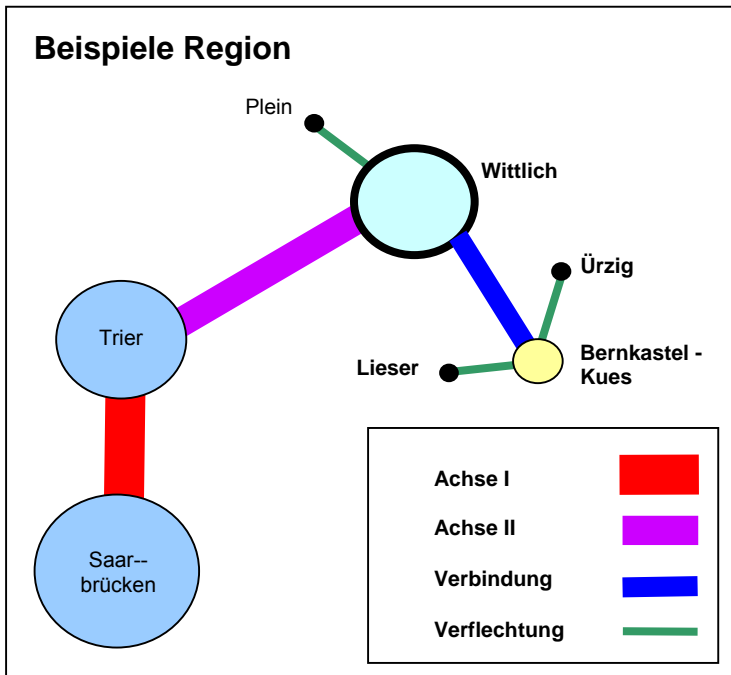 Beispiele Region
Plein
Wittlich
Ürzig
Trier
Lieser
Bernkastel -
Kues
Saar--
brücken
Achse I
Achse II
Verbindung
Verflechtung